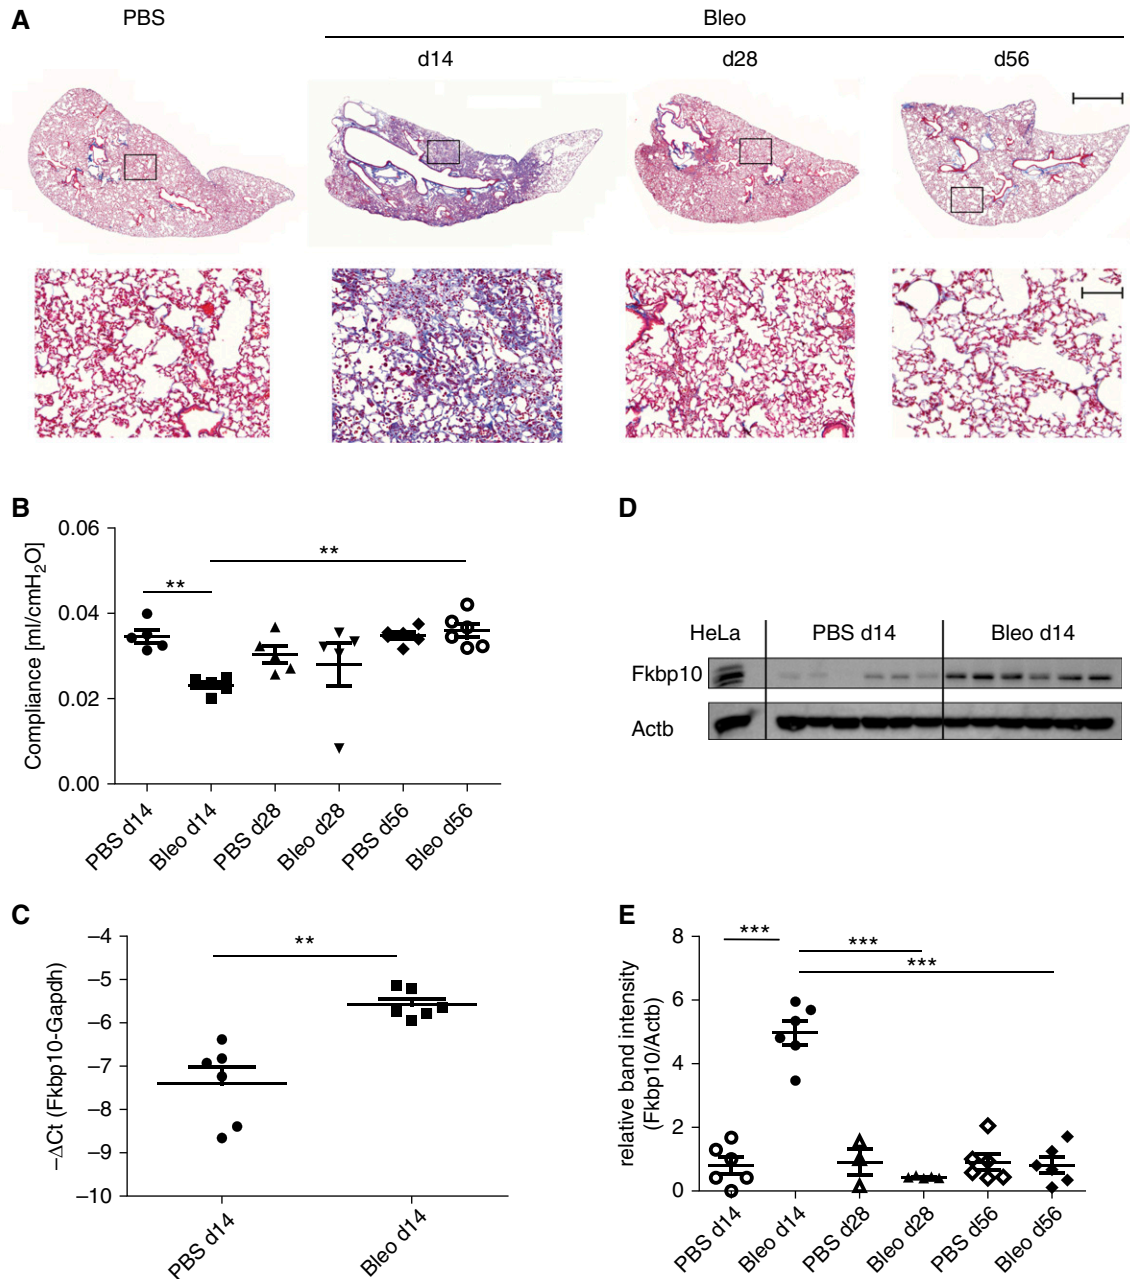 A
PBS
Bleo
d14
d28
d56
B
Compliance [ml/cmH₂O]
0.06
0.04
0.02
0.00
**
**
PBS d14
Bleo d14
PBS d28
Bleo d28
PBS d56
Bleo d56
D
HeLa
PBS d14
Bleo d14
Fkbp10
Actb
C
–ΔCt (Fkbp10-Gapdh)
–4
–5
–6
–7
–8
–9
–10
**
PBS d14
Bleo d14
E
relative band intensity
(Fkbp10/Actb)
8
6
4
2
0
***
***
***
PBS d14
Bleo d14
PBS d28
Bleo d28
PBS d56
Bleo d56